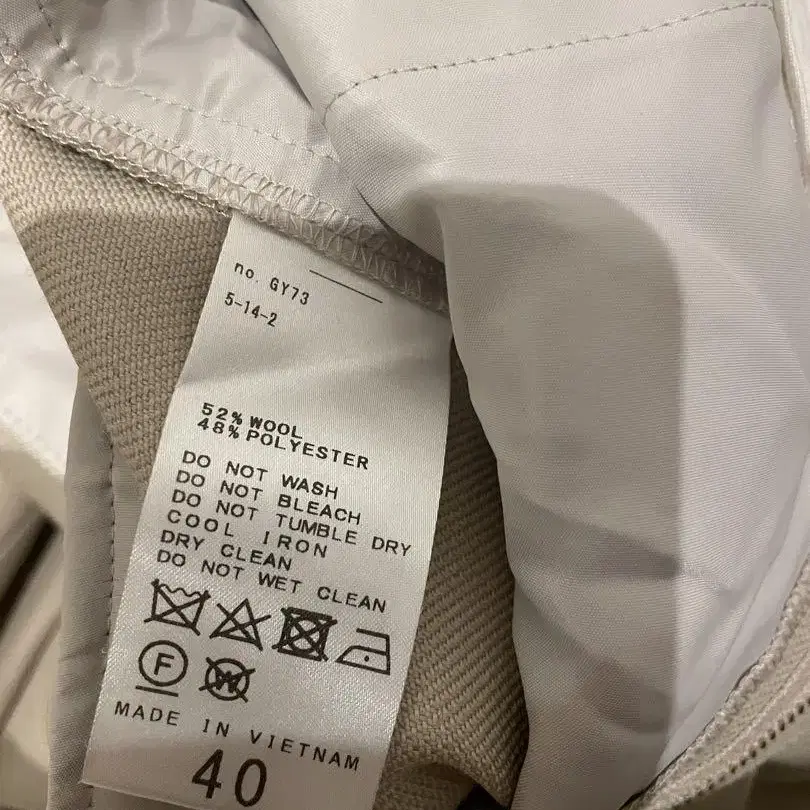 no. GY73
5-14-2
52% WOOL
48% POLYESTER
DO NOT WASH
DO NOT BLEACH
DO NOT TUMBLE DRY
COOL IRON
DRY CLEAN
DO NOT WET CLEAN
F W
MADE IN VIETNAM
40